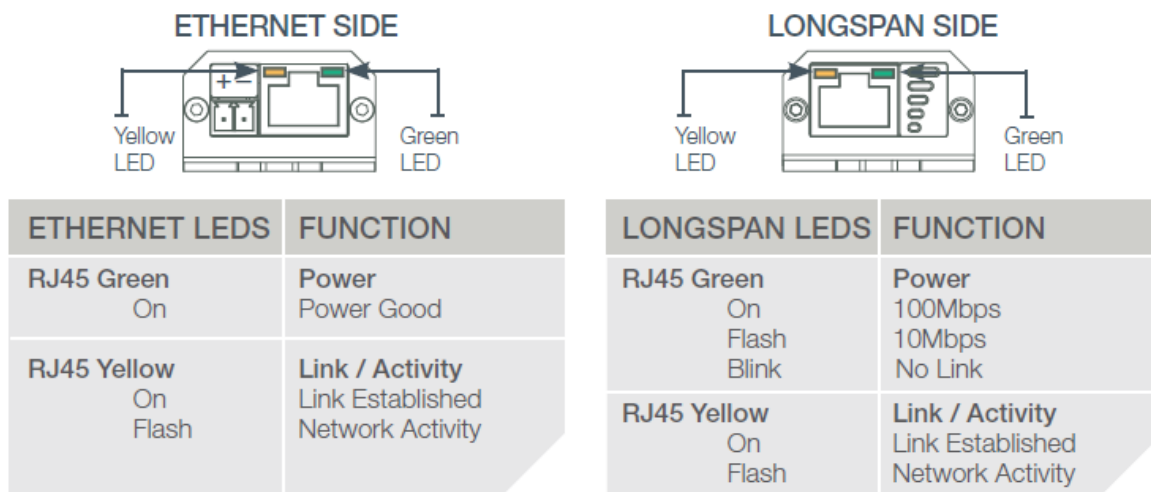 ETHERNET SIDE
+ −
Yellow
LED
Green
LED
ETHERNET LEDS FUNCTION
RJ45 Green Power
On Power Good
RJ45 Yellow Link / Activity
On Link Established
Flash Network Activity
LONGSPAN SIDE
Yellow
LED
Green
LED
LONGSPAN LEDS FUNCTION
RJ45 Green Power
On 100Mbps
Flash 10Mbps
Blink No Link
RJ45 Yellow Link / Activity
On Link Established
Flash Network Activity